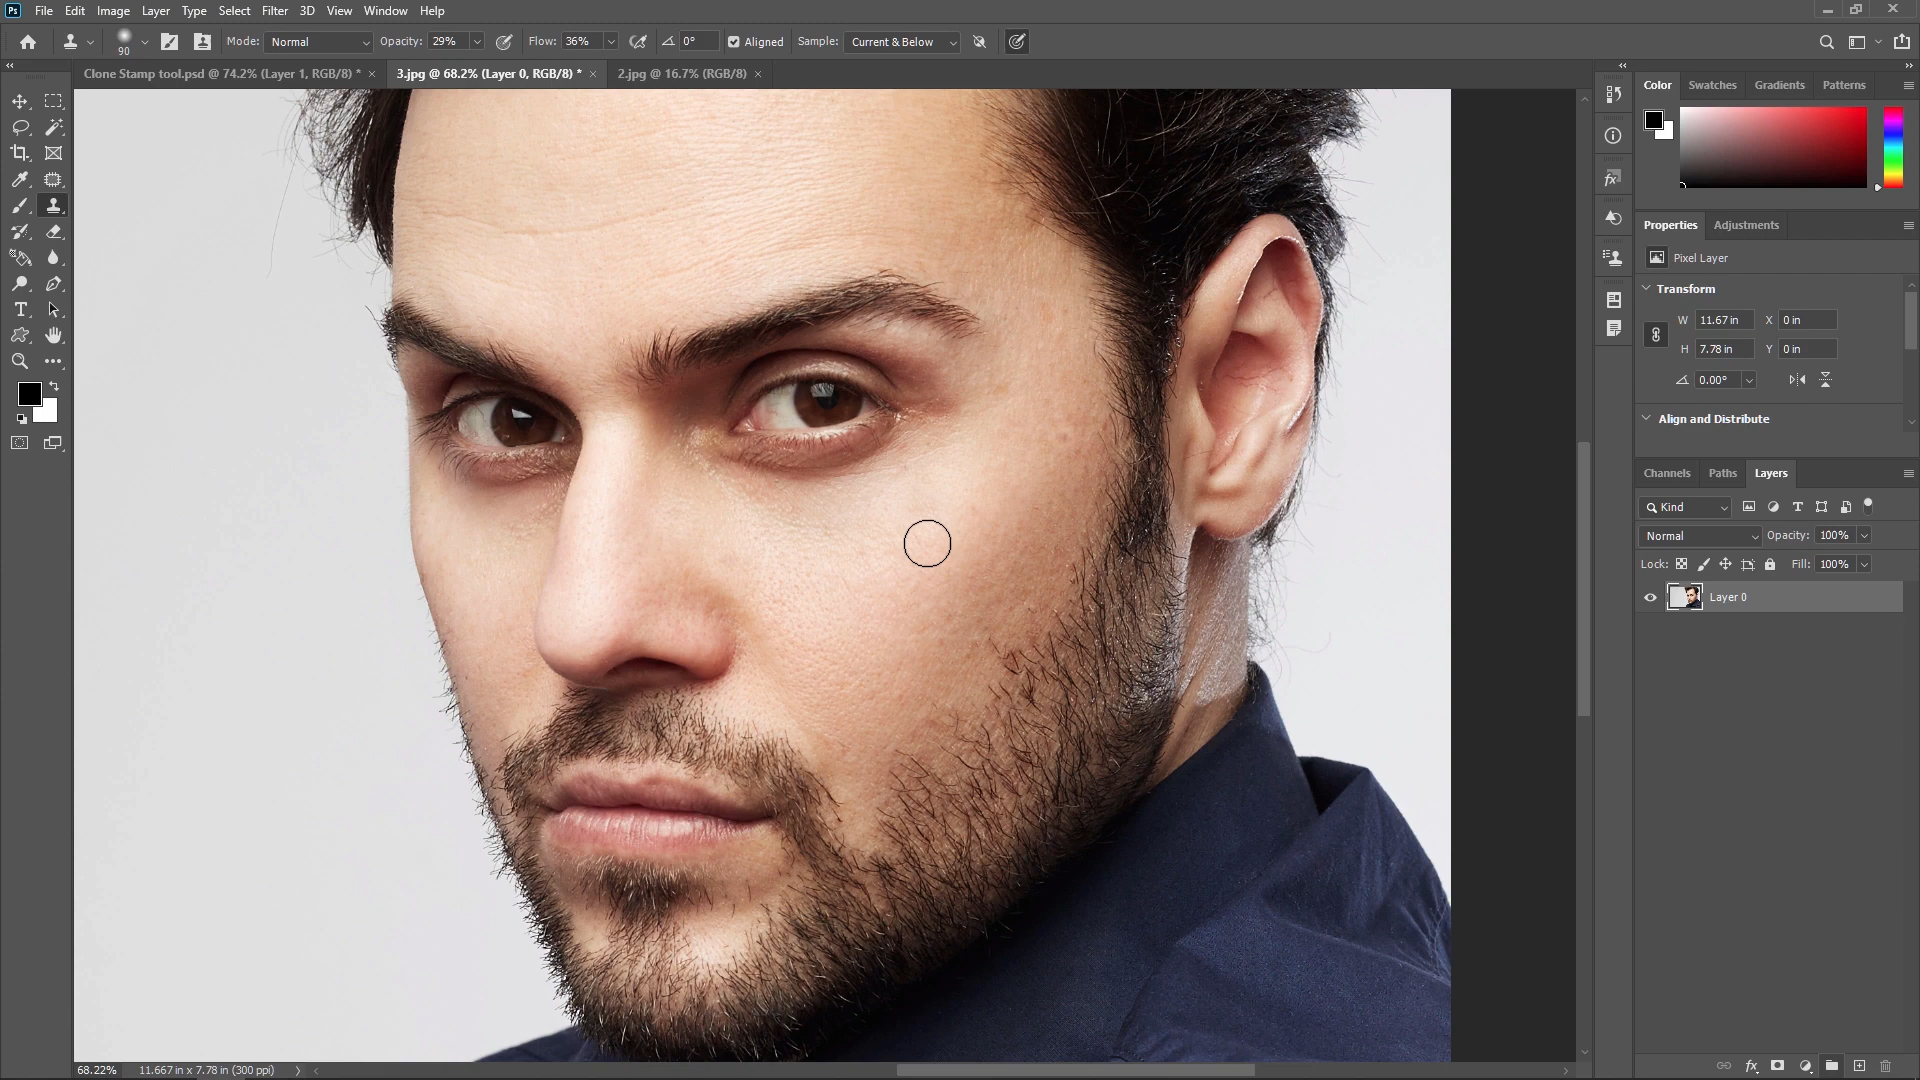 Ps File Edit Image Layer Type Select Filter 3D View Window Help
90 Mode: Normal Opacity: 29% Flow: 36% 0° Aligned Sample: Current & Below
Clone Stamp tool.psd @ 74.2% (Layer 1, RGB/8) * × 3.jpg @ 68.2% (Layer 0, RGB/8) * × 2.jpg @ 16.7% (RGB/8) ×
Color Swatches Gradients Patterns
Properties Adjustments
Pixel Layer
Transform
W 11.67 in X 0 in
H 7.78 in Y 0 in
0.00°
Align and Distribute
Channels Paths Layers
Kind
Normal Opacity: 100%
Lock: Fill: 100%
Layer 0
68.22% 11.667 in x 7.78 in (300 ppi)